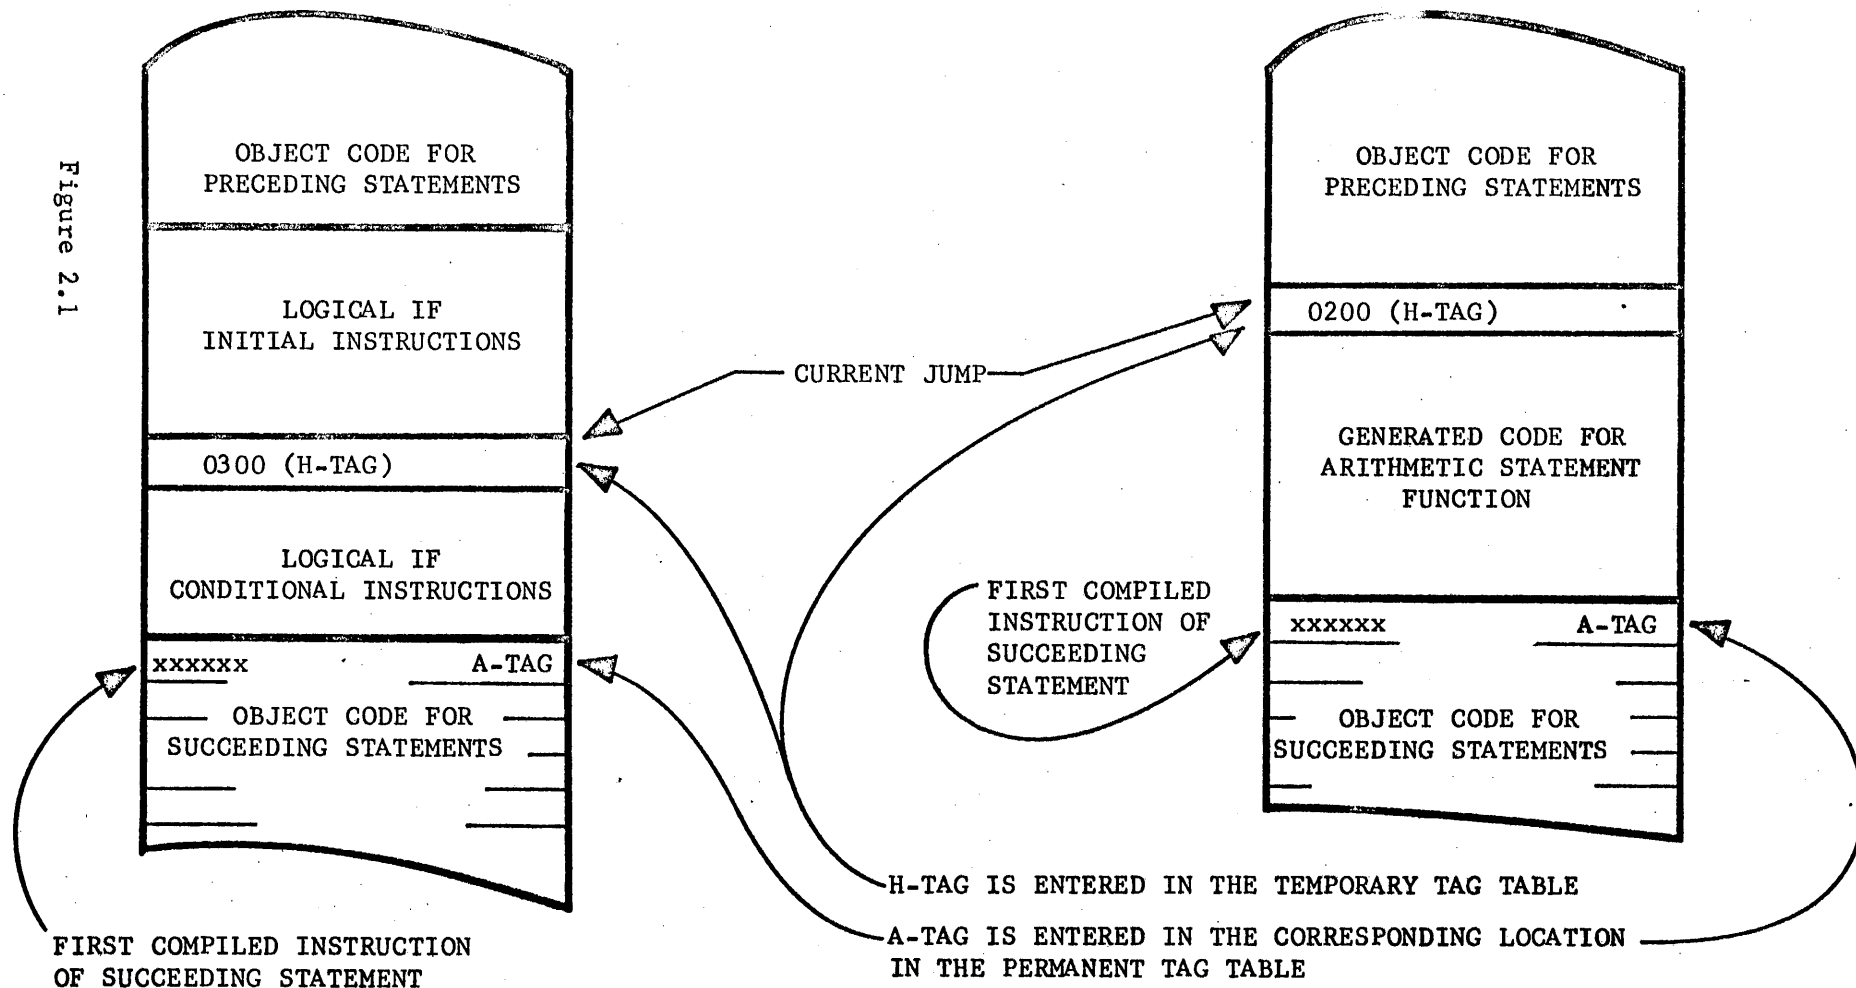 Figure 2.1
OBJECT CODE FOR
PRECEDING STATEMENTS
LOGICAL IF
INITIAL INSTRUCTIONS
0300 (H-TAG)
LOGICAL IF
CONDITIONAL INSTRUCTIONS
xxxxxx A-TAG
OBJECT CODE FOR
SUCCEEDING STATEMENTS
FIRST COMPILED INSTRUCTION
OF SUCCEEDING STATEMENT
CURRENT JUMP
OBJECT CODE FOR
PRECEDING STATEMENTS
0200 (H-TAG)
GENERATED CODE FOR
ARITHMETIC STATEMENT
FUNCTION
FIRST COMPILED
INSTRUCTION OF
SUCCEEDING
STATEMENT
xxxxxx A-TAG
OBJECT CODE FOR
SUCCEEDING STATEMENTS
H-TAG IS ENTERED IN THE TEMPORARY TAG TABLE
A-TAG IS ENTERED IN THE CORRESPONDING LOCATION
IN THE PERMANENT TAG TABLE